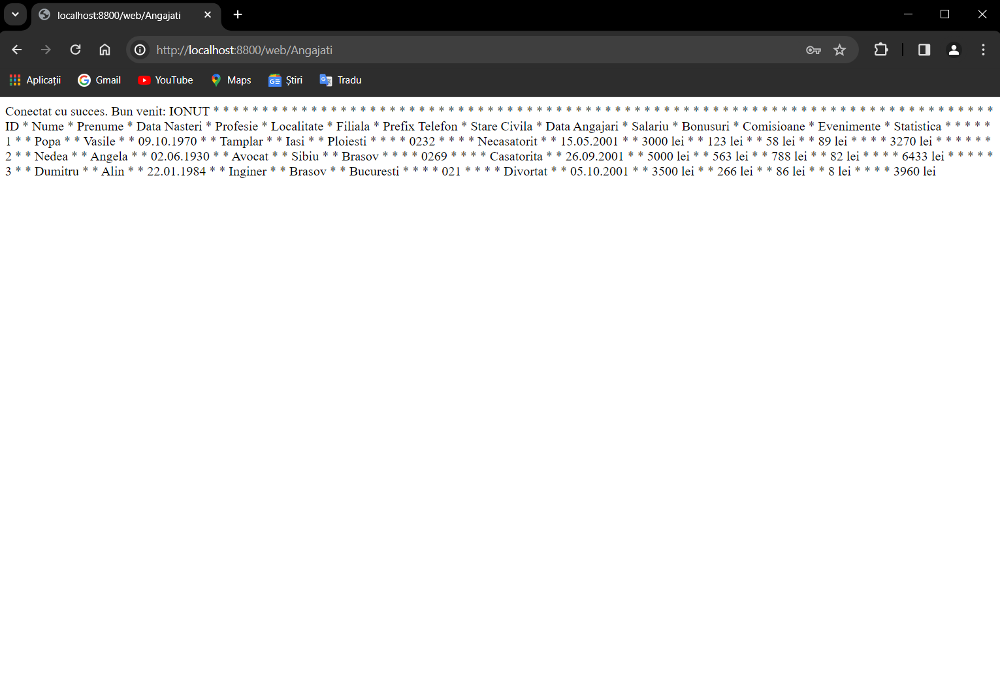 localhost:8800/web/Angajati
http://localhost:8800/web/Angajati
Aplicații Gmail YouTube Maps Știri Tradu
Conectat cu succes. Bun venit: IONUT * * * * * * * * * * * * * * * * * * * * * * * * * * * * * * * * * * * * * * * * * * * * * * * * * * * * * * * * * * * * * * * * * * * * * * * * * * * * * * * *
ID * Nume * Prenume * Data Nasteri * Profesie * Localitate * Filiala * Prefix Telefon * Stare Civila * Data Angajari * Salariu * Bonusuri * Comisioane * Evenimente * Statistica * * * * *
1 * * Popa * * Vasile * * 09.10.1970 * * Tamplar * * Iasi * * Ploiesti * * * * 0232 * * * * Necasatorit * * 15.05.2001 * * 3000 lei * * 123 lei * * 58 lei * * 89 lei * * * * 3270 lei * * * * * *
2 * * Nedea * * Angela * * 02.06.1930 * * Avocat * * Sibiu * * Brasov * * * * 0269 * * * * Casatorita * * 26.09.2001 * * 5000 lei * * 563 lei * * 788 lei * * 82 lei * * * * 6433 lei * * * * *
3 * * Dumitru * * Alin * * 22.01.1984 * * Inginer * * Brasov * * Bucuresti * * * * 021 * * * * Divortat * * 05.10.2001 * * 3500 lei * * 266 lei * * 86 lei * * 8 lei * * * * 3960 lei